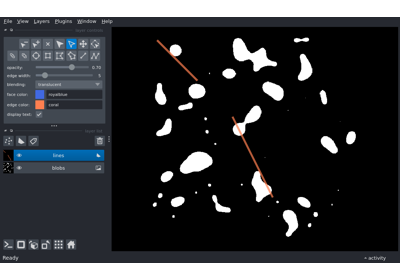 File View Layers Plugins Window Help
opacity: 0.70
edge width: 5
blending: translucent
face color: royalblue
edge color: coral
display text: ✓
lines
blobs
Ready
activity